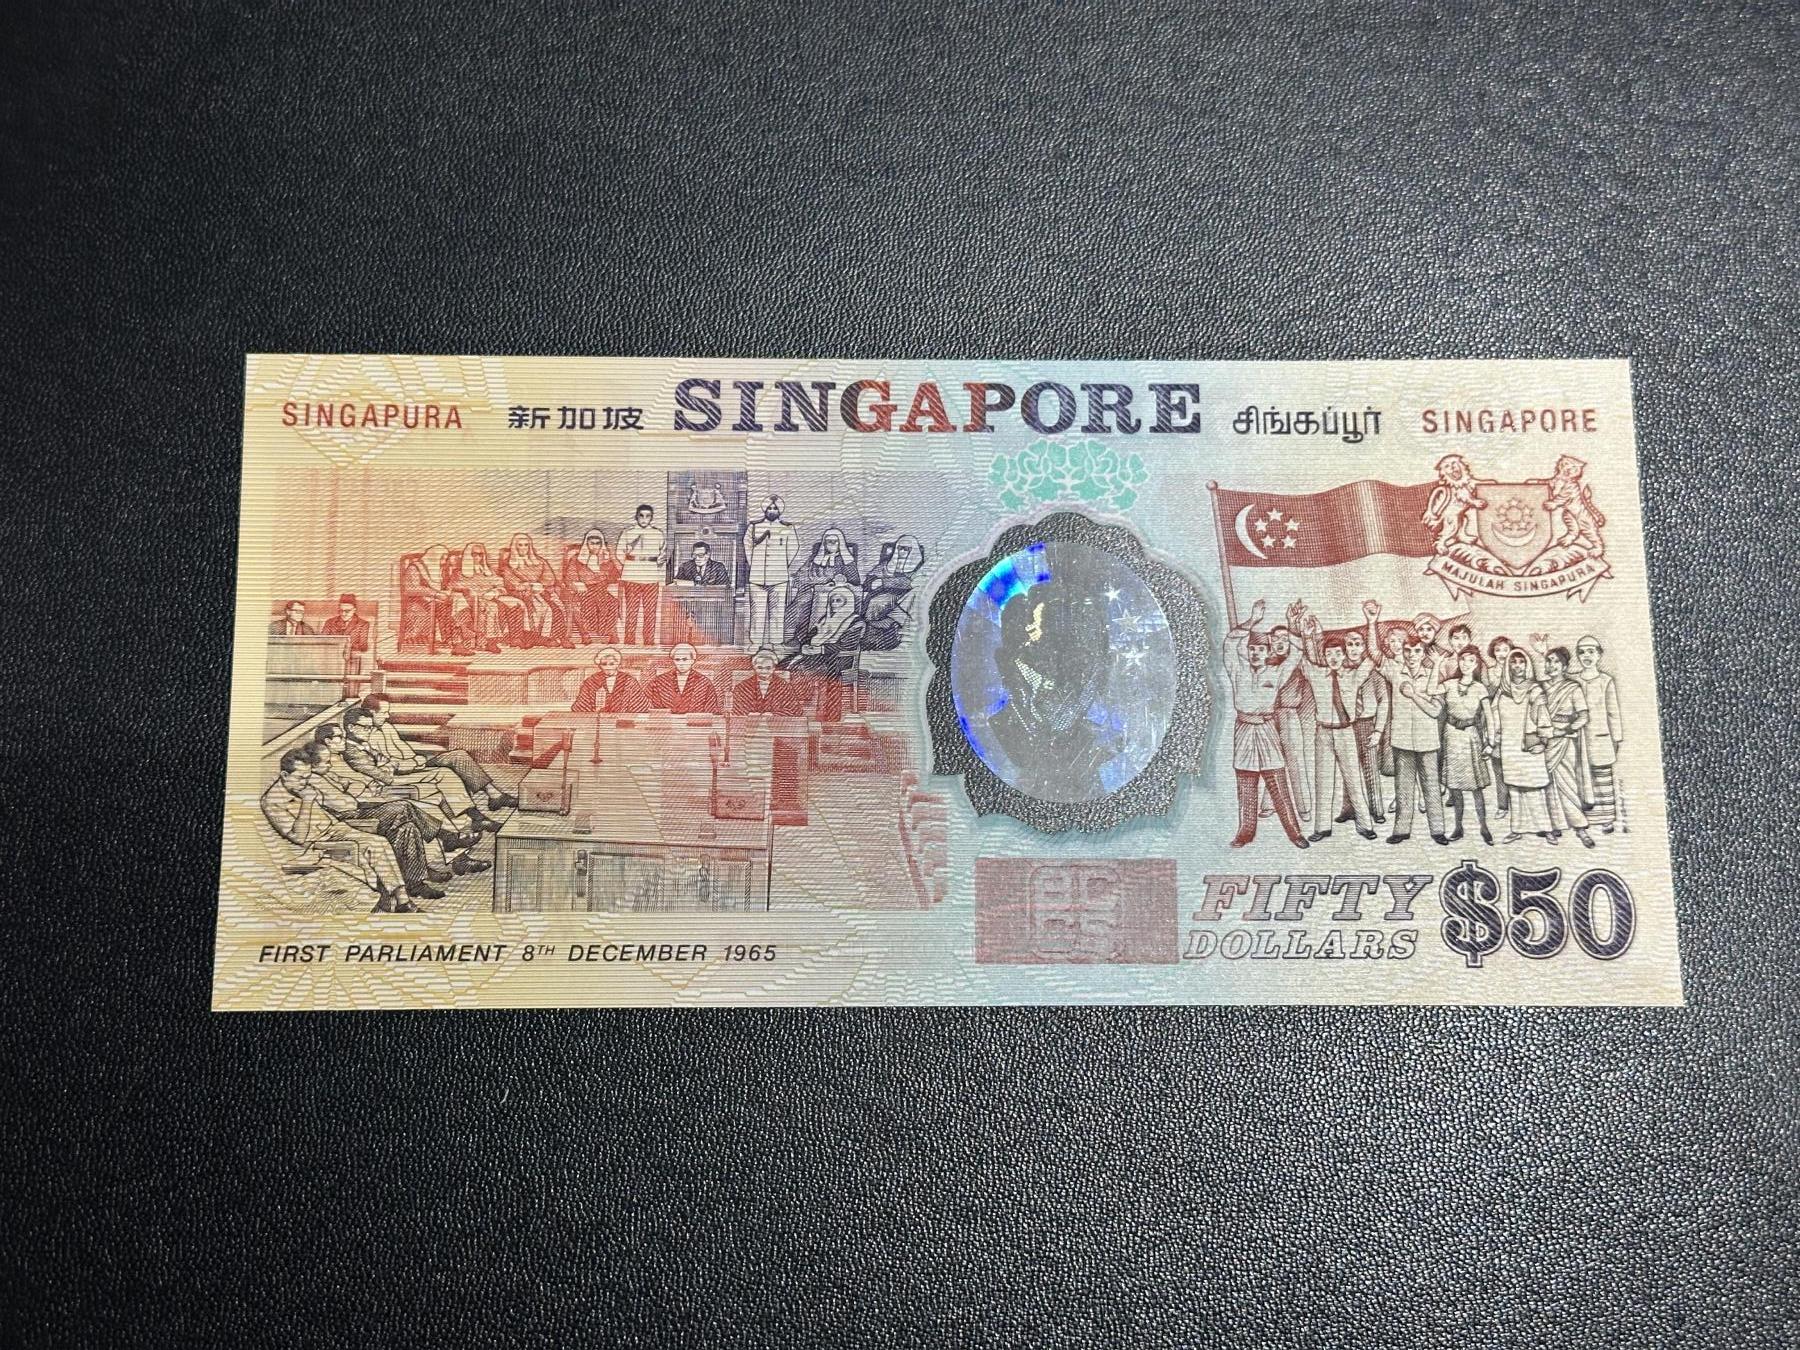 SINGAPURA 新加坡 SINGAPORE சிங்கப்பூர் SINGAPORE
MAJULAH SINGAPURA
FIFTY
DOLLARS
$50
FIRST PARLIAMENT 8TH DECEMBER 1965